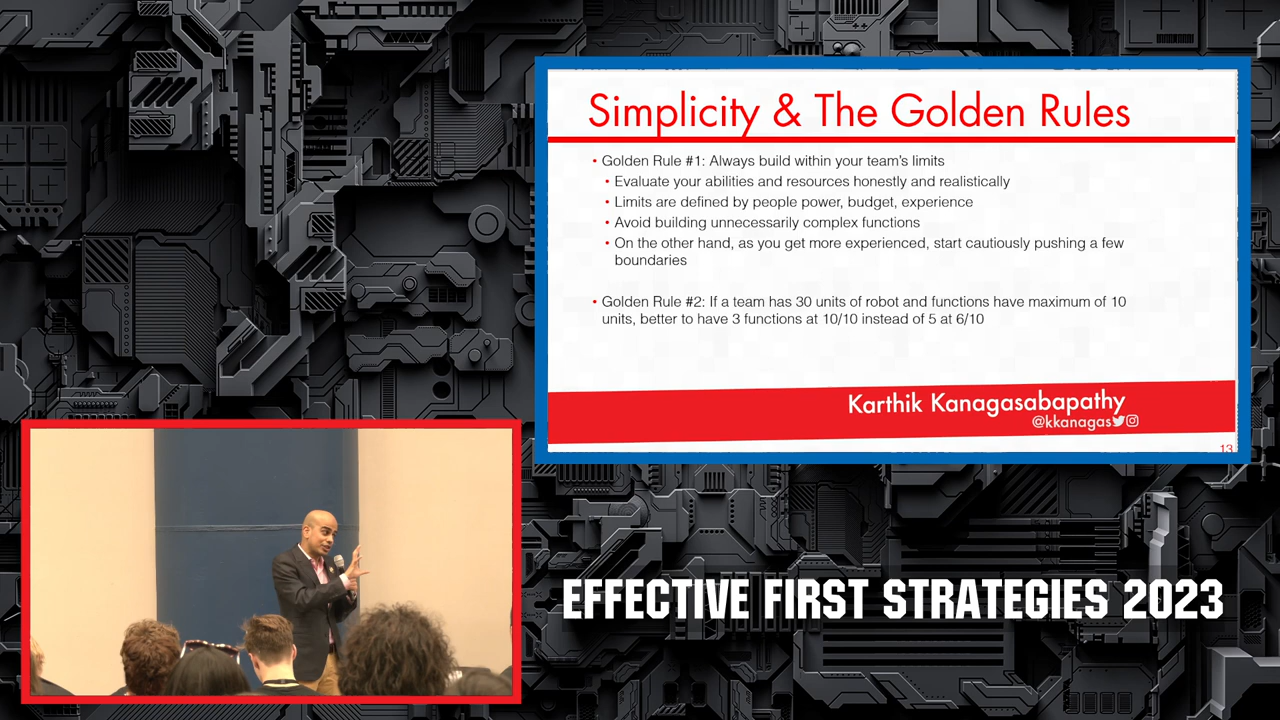 Simplicity & The Golden Rules
• Golden Rule #1: Always build within your team's limits
• Evaluate your abilities and resources honestly and realistically
• Limits are defined by people power, budget, experience
• Avoid building unnecessarily complex functions
• On the other hand, as you get more experienced, start cautiously pushing a few
boundaries
• Golden Rule #2: If a team has 30 units of robot and functions have maximum of 10
units, better to have 3 functions at 10/10 instead of 5 at 6/10
Karthik Kanagasabapathy
@kkanagas
13
EFFECTIVE FIRST STRATEGIES 2023